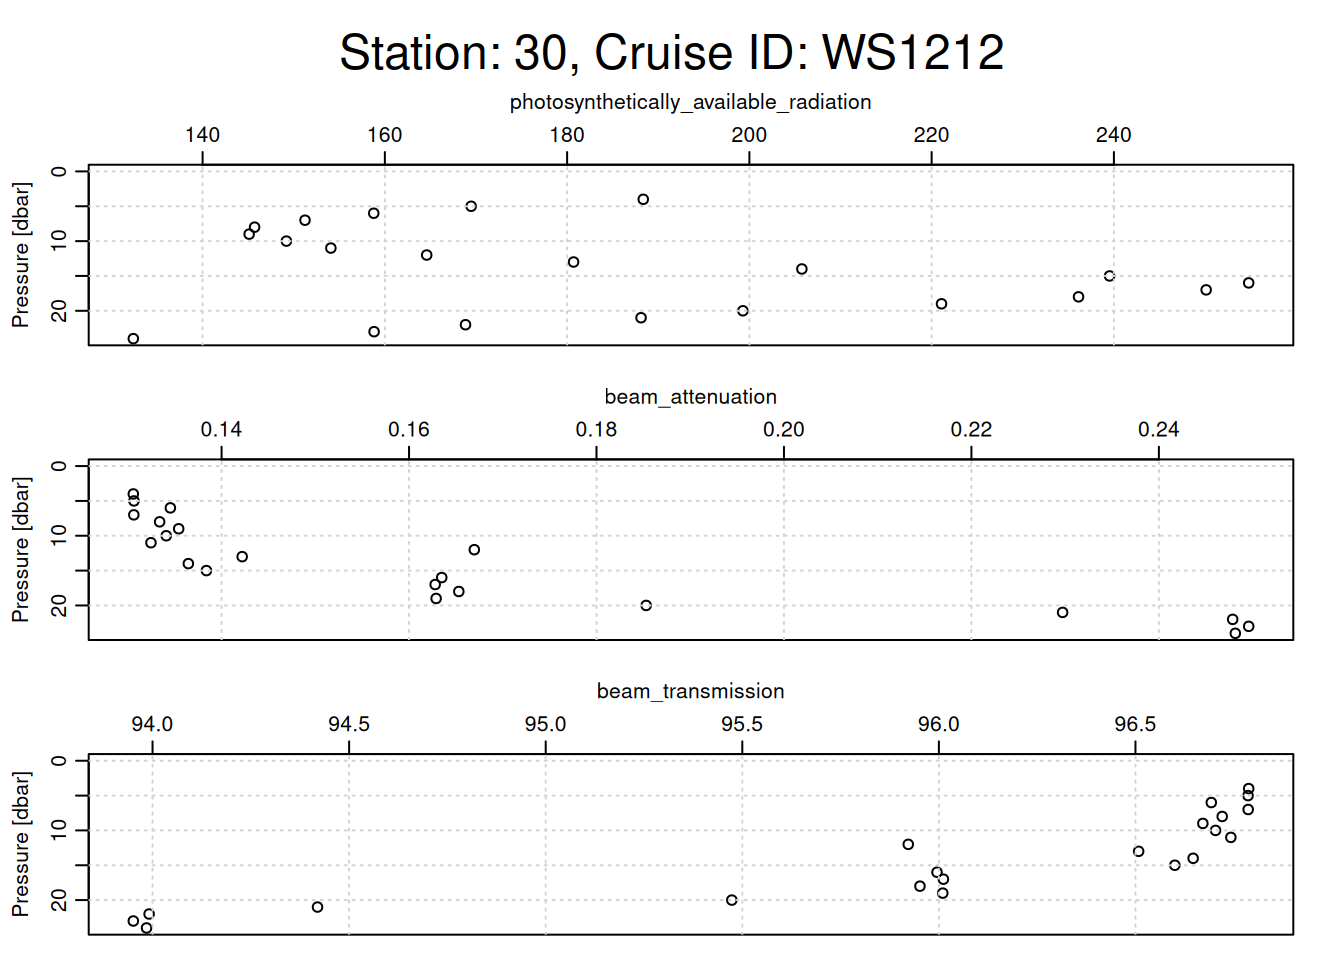 Station: 30, Cruise ID: WS1212
photosynthetically_available_radiation
140 160 180 200 220 240
Pressure [dbar]
0
10
20
beam_attenuation
0.14 0.16 0.18 0.20 0.22 0.24
Pressure [dbar]
0
10
20
beam_transmission
94.0 94.5 95.0 95.5 96.0 96.5
Pressure [dbar]
0
10
20